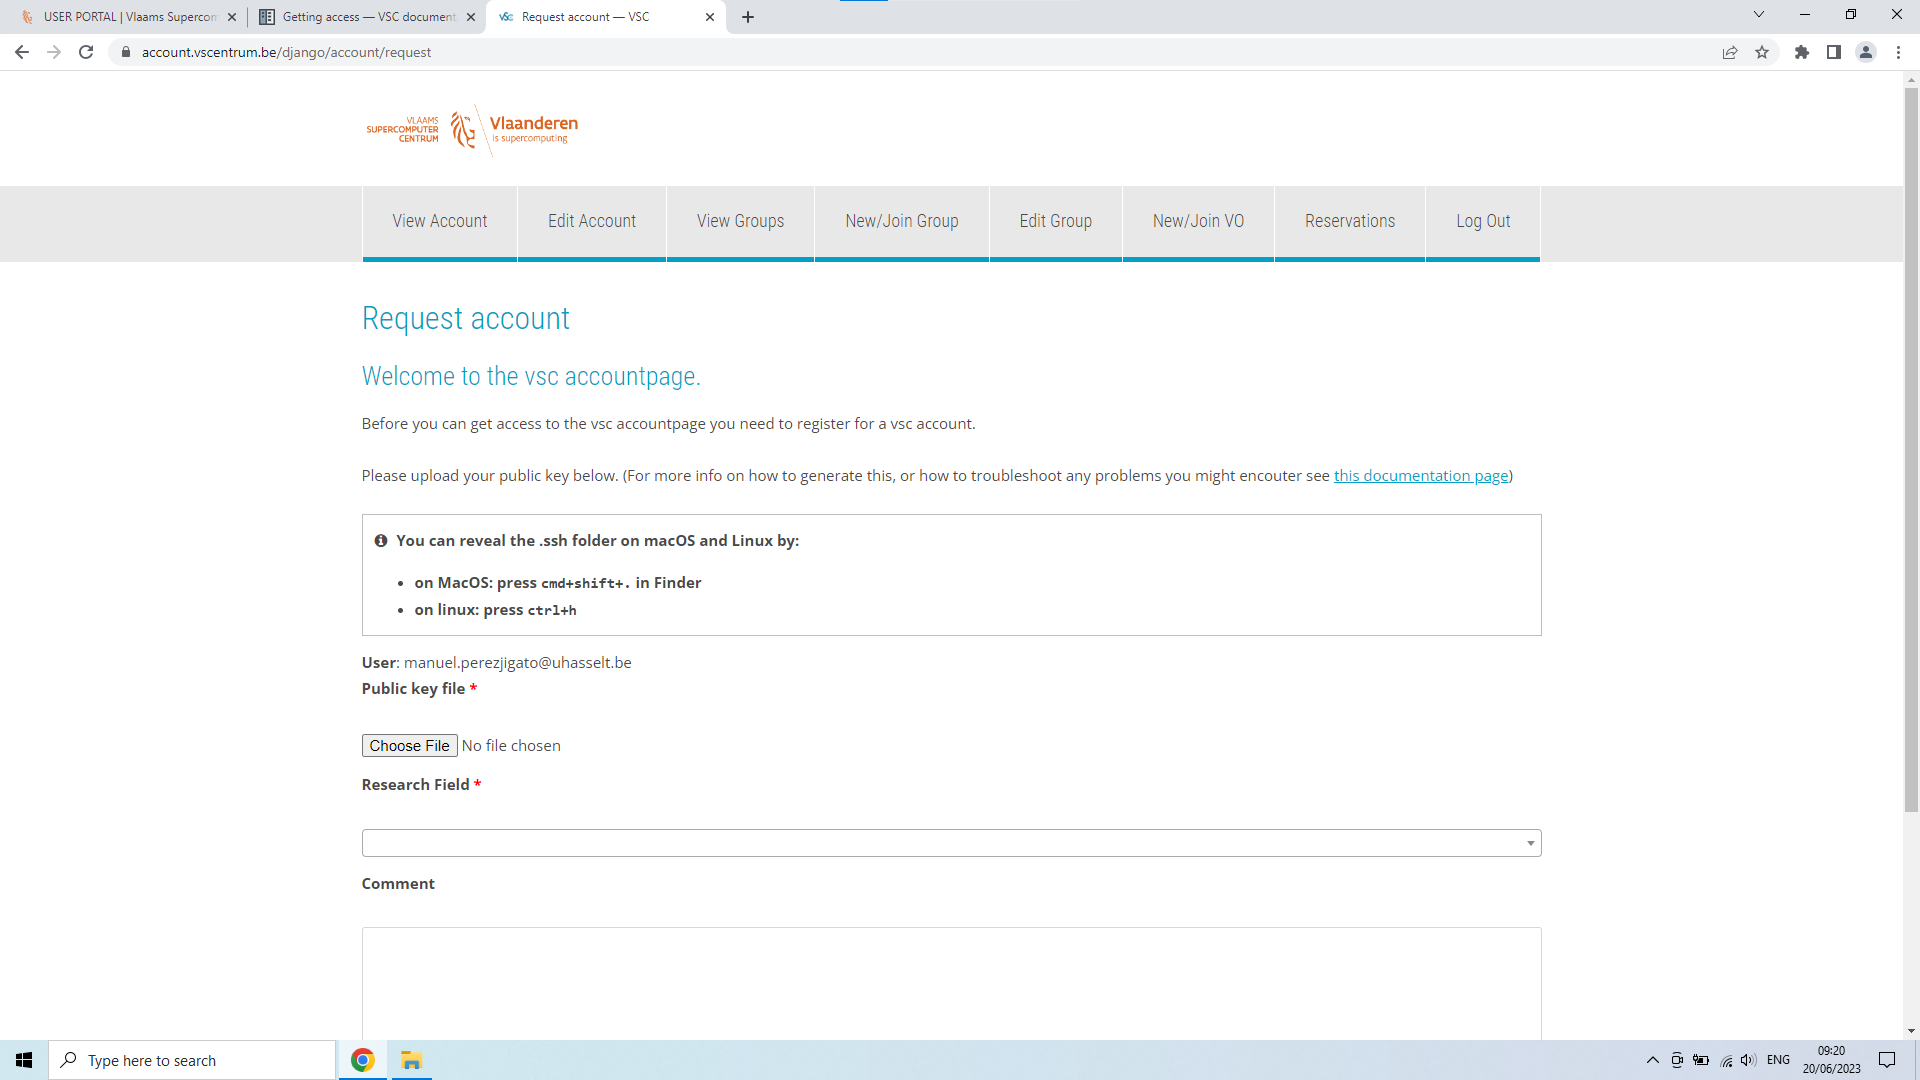 USER PORTAL | Vlaams Supercom
Getting access — VSC document
Request account — VSC
account.vscentrum.be/django/account/request
VLAAMS
SUPERCOMPUTER
CENTRUM
Vlaanderen
is supercomputing
View Account
Edit Account
View Groups
New/Join Group
Edit Group
New/Join VO
Reservations
Log Out
Request account
Welcome to the vsc accountpage.
Before you can get access to the vsc accountpage you need to register for a vsc account.
Please upload your public key below. (For more info on how to generate this, or how to troubleshoot any problems you might encouter see this documentation page)
You can reveal the .ssh folder on macOS and Linux by:
• on MacOS: press cmd+shift+. in Finder
• on linux: press ctrl+h
User: manuel.perezjigato@uhasselt.be
Public key file *
Choose File No file chosen
Research Field *
Comment
Type here to search
ENG
09:20
20/06/2023